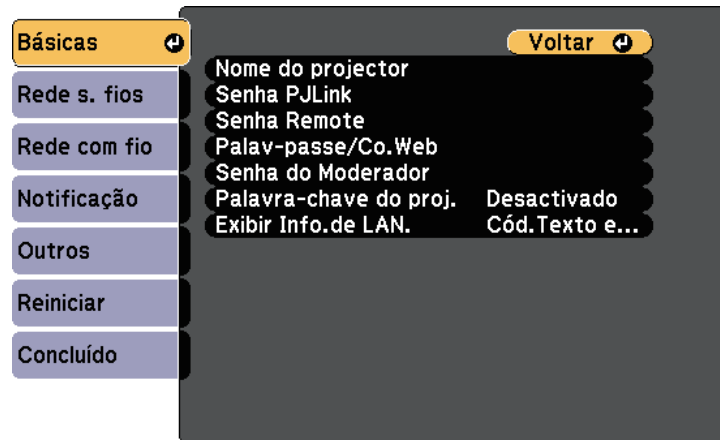 Básicas
Rede s. fios
Rede com fio
Notificação
Outros
Reiniciar
Concluído
Voltar
Nome do projector
Senha PJLink
Senha Remote
Palav-passe/Co.Web
Senha do Moderador
Palavra-chave do proj. Desactivado
Exibir Info.de LAN. Cód.Texto e...